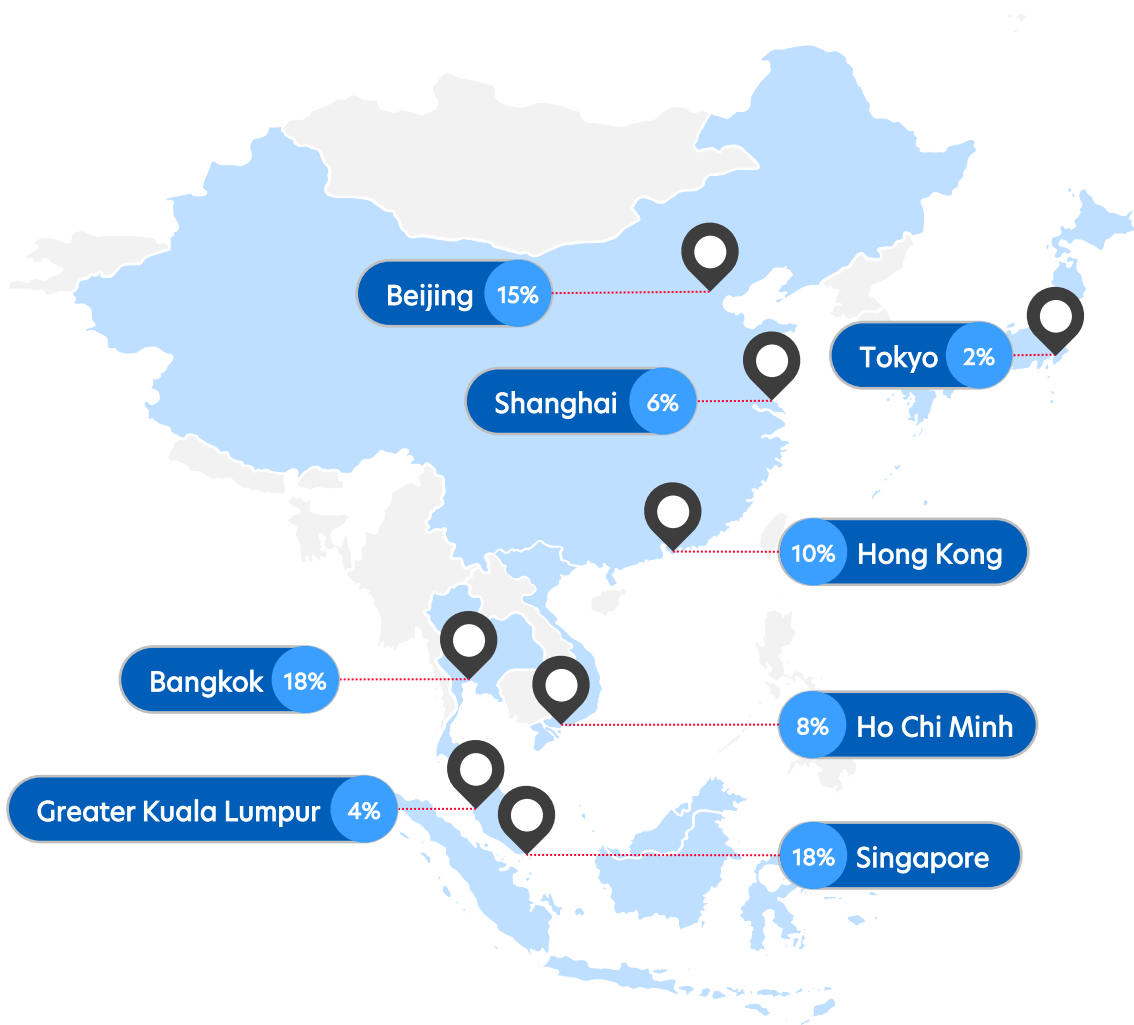 Beijing 15%
Tokyo 2%
Shanghai 6%
10% Hong Kong
Bangkok 18%
8% Ho Chi Minh
Greater Kuala Lumpur 4%
18% Singapore